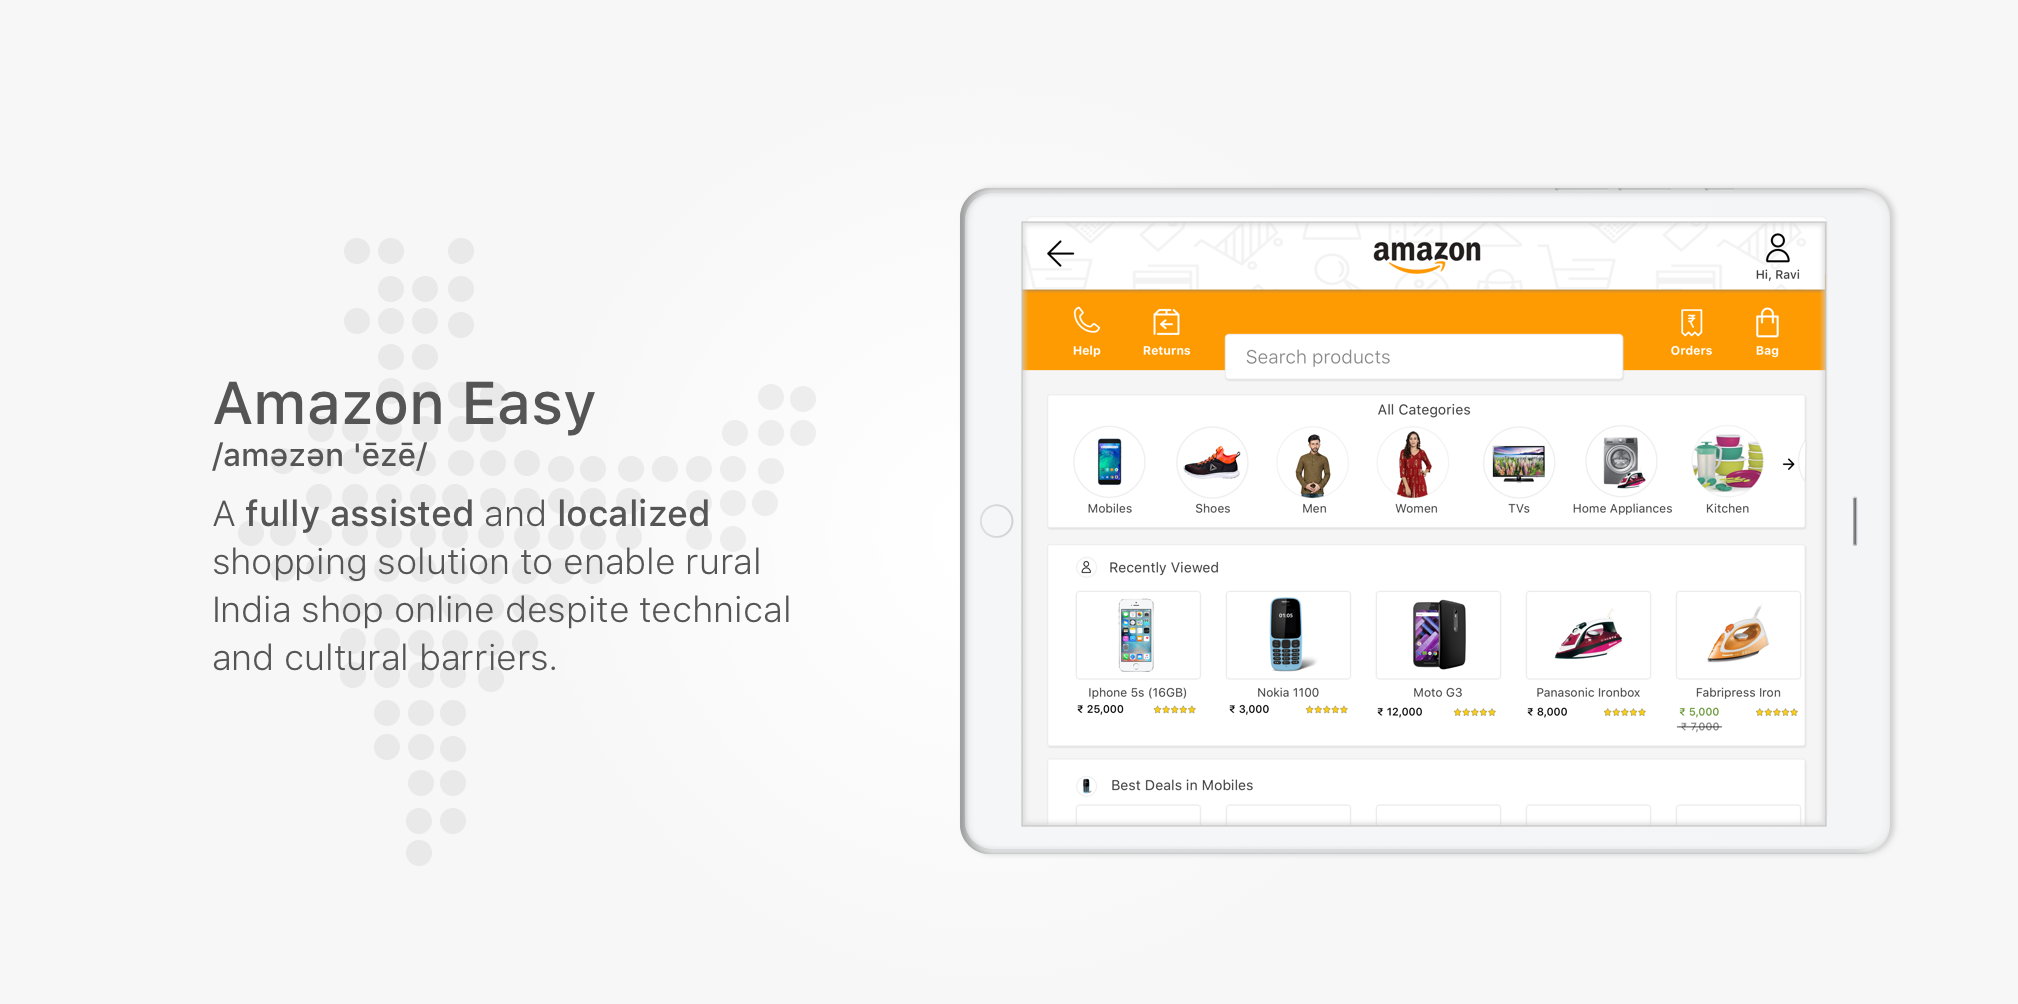 Amazon Easy
/aməzən 'ēzē/
A fully assisted and localized
shopping solution to enable rural
India shop online despite technical
and cultural barriers.
amazon
Hi, Ravi
Help
Returns
Search products
Orders
Bag
All Categories
Mobiles
Shoes
Men
Women
TVs
Home Appliances
Kitchen
Recently Viewed
Iphone 5s (16GB)
₹ 25,000
Nokia 1100
₹ 3,000
Moto G3
₹ 12,000
Panasonic Ironbox
₹ 8,000
Fabripress Iron
₹ 5,000
₹ 7,000
Best Deals in Mobiles